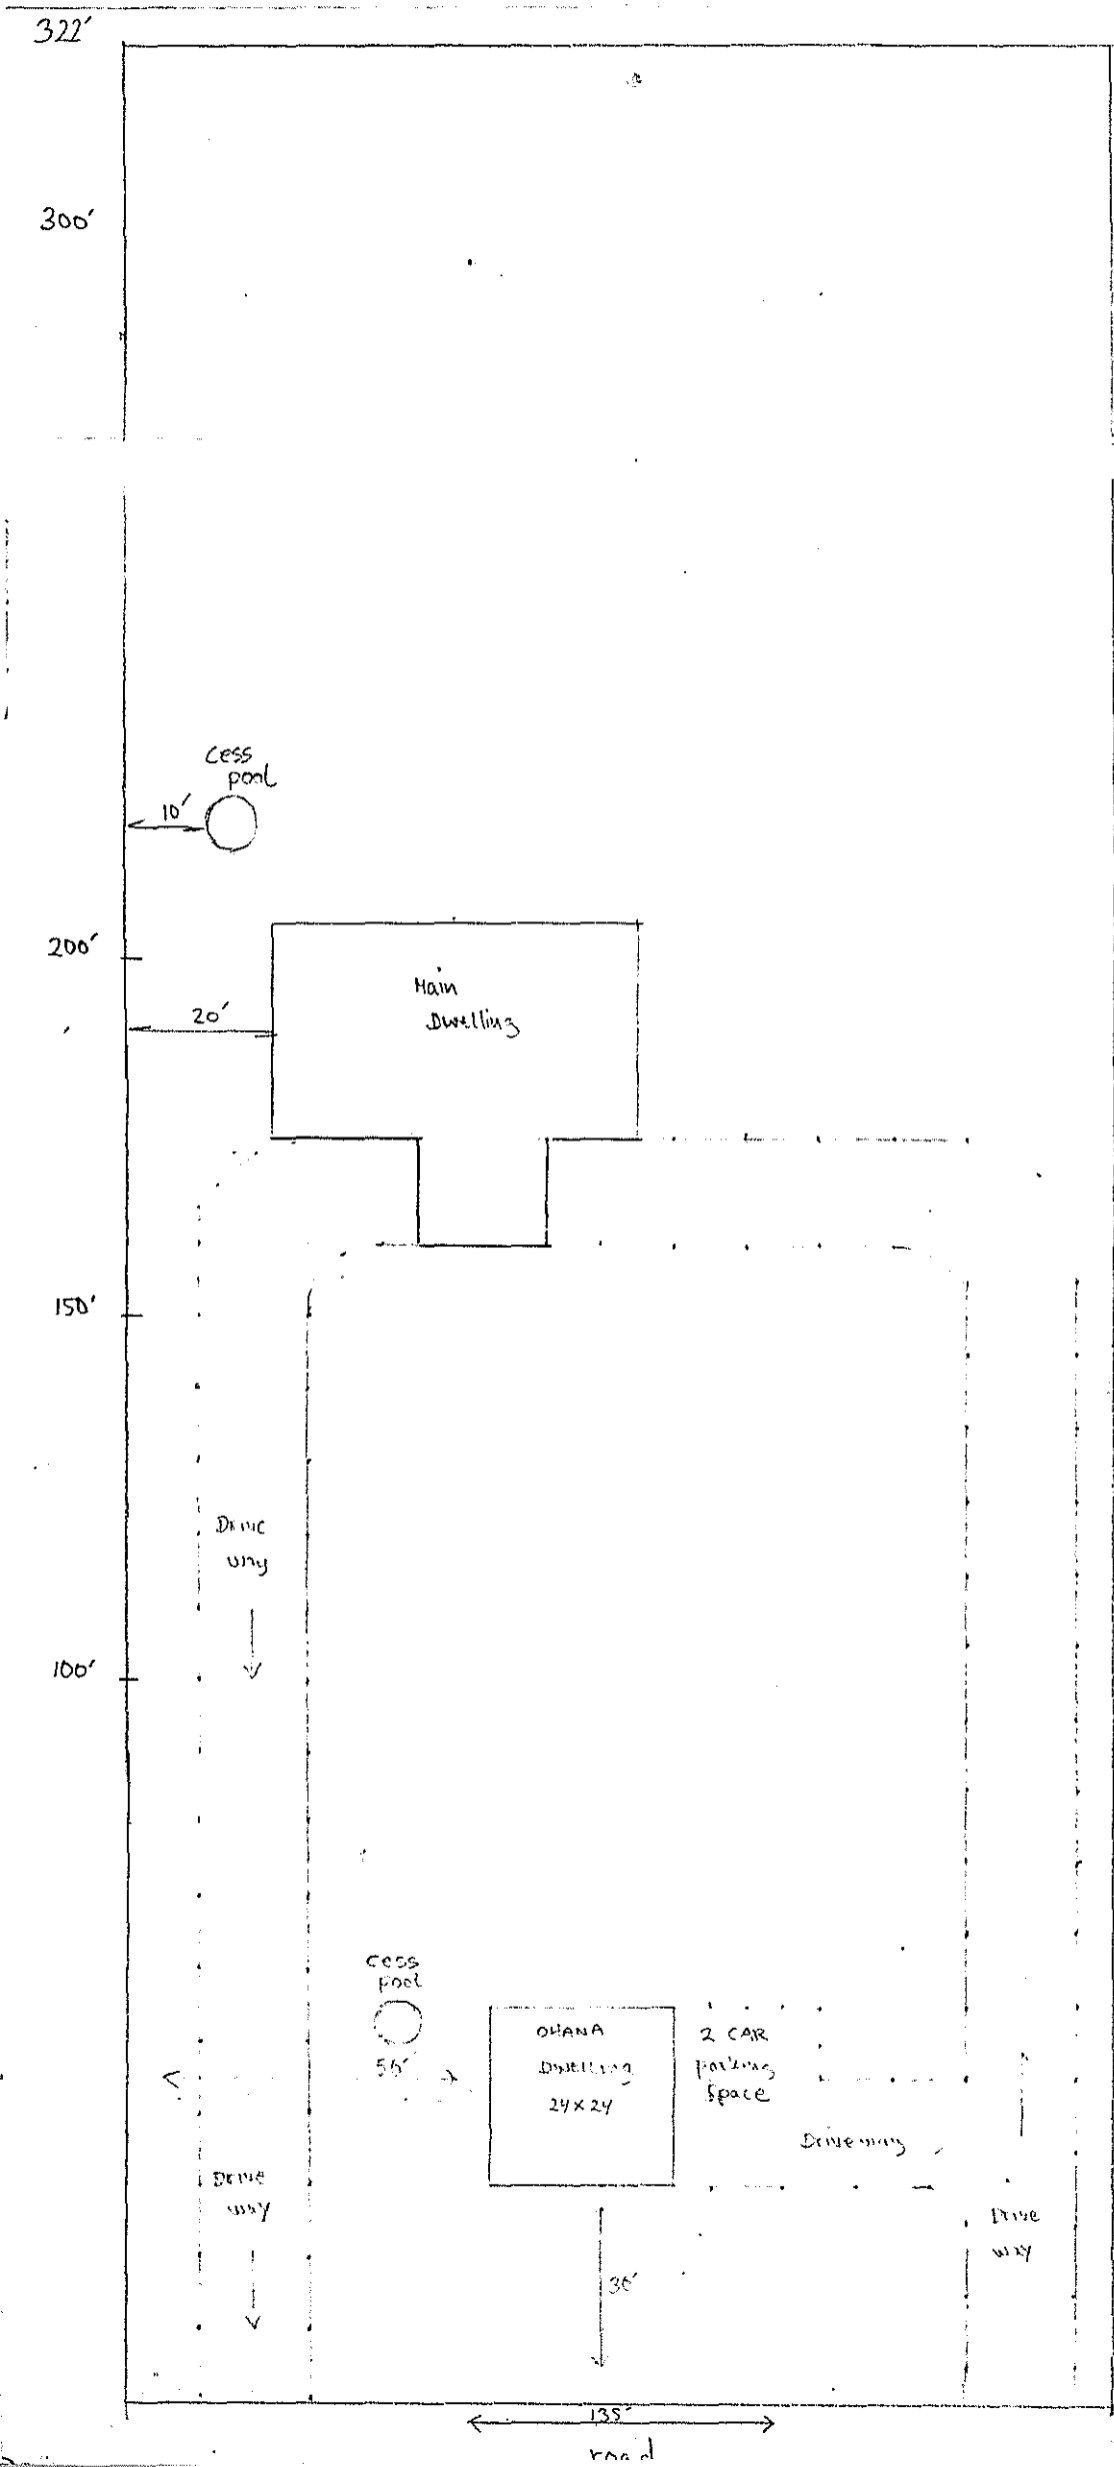 322'
300'
Cess
pool
10'
200'
Main
Dwelling
20'
150'
Drive
way
100'
Cess
pool
OHANA
Dwelling
24x24
2 CAR
parking
Space
Driveway
Drive
way
Drive
way
30'
135'
road